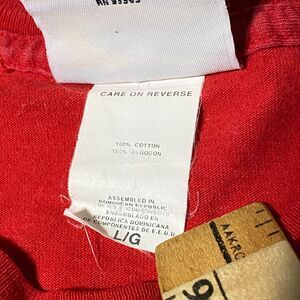 RN 93963
CARE ON REVERSE
100% COTTON
100% ALGODON
ASSEMBLED IN
DOMINICAN REPUBLIC
OF U.S. COMPONENTS
ENSAMBLADO EN
REPUBLICA DOMINICANA
DE COMPONENTES DE E.E.U.U.
L/G